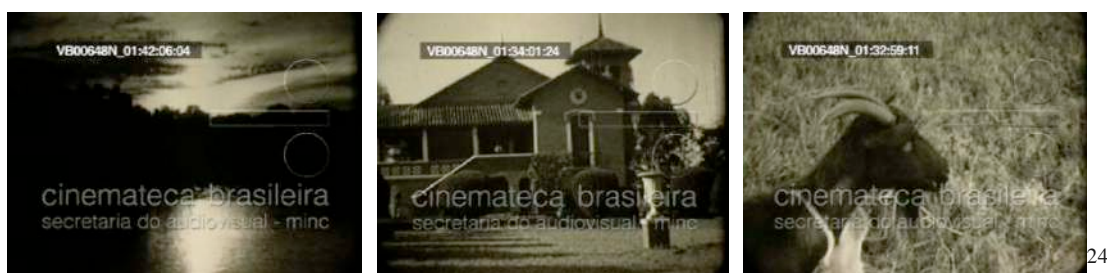 VB00648N_01:42:06:04
cinemateca brasileira
secretaria do audiovisual - minc
VB00648N_01:34:01:24
cinemateca brasileira
secretaria do audiovisual - minc
VB00648N_01:32:59:11
cinemateca brasileira
secretaria do audiovisual - minc
24